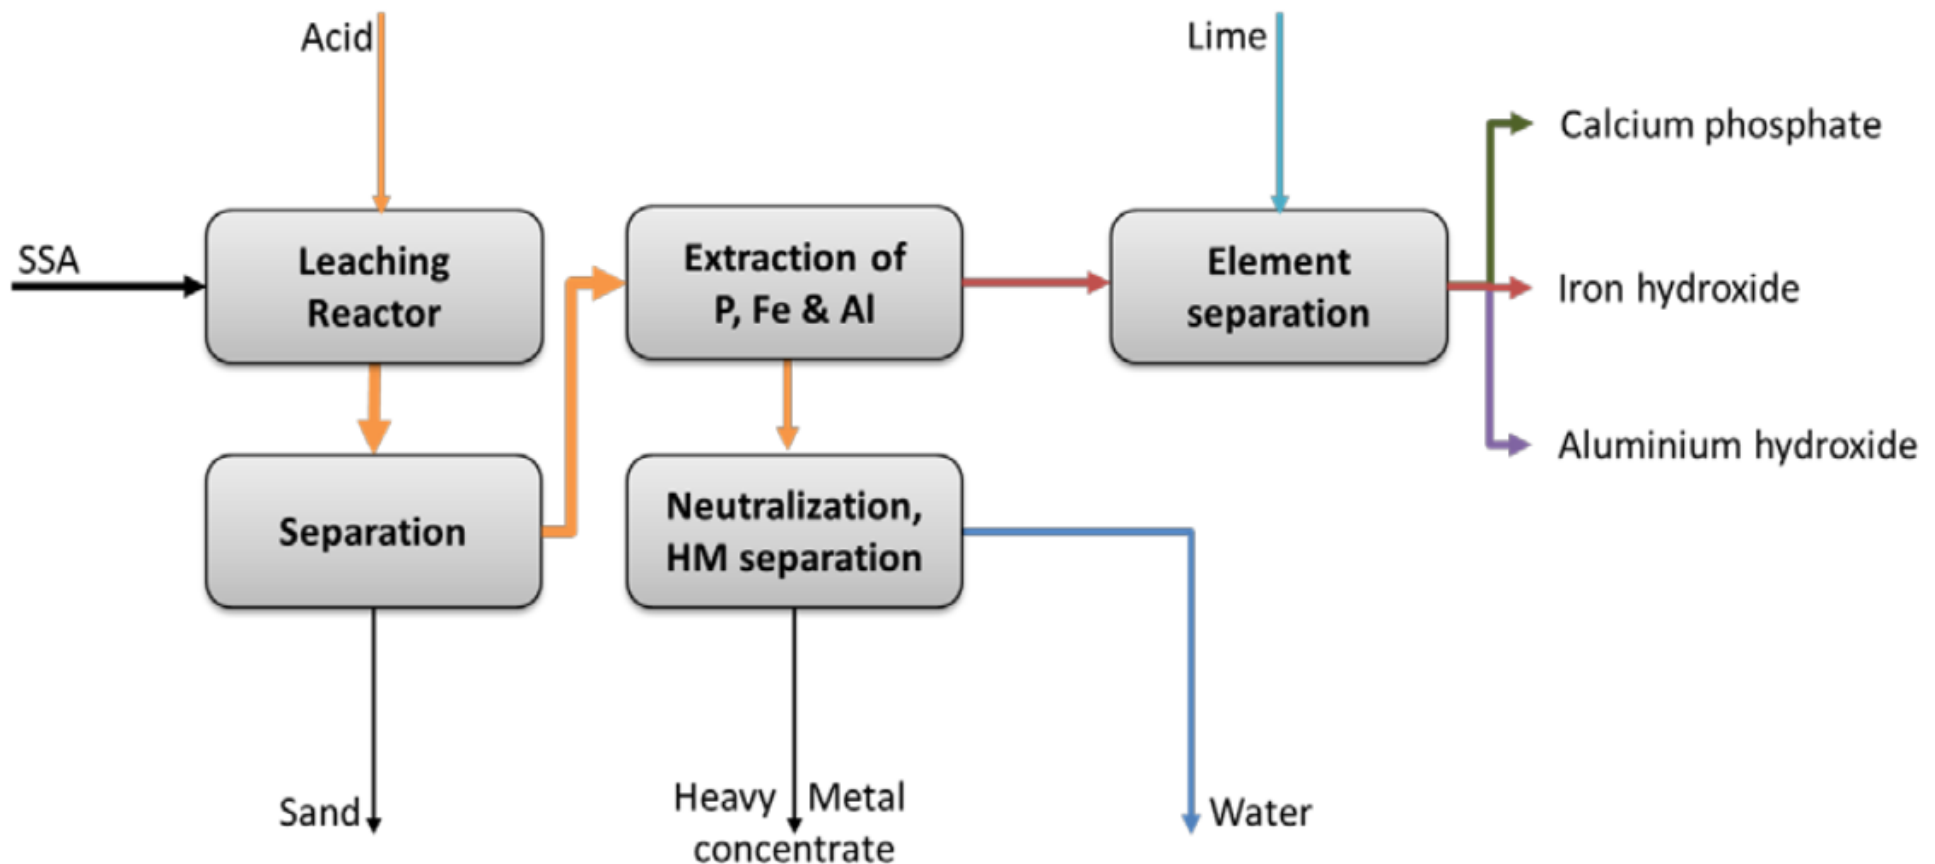 Acid
Lime
Calcium phosphate
SSA
Leaching
Reactor
Extraction of
P, Fe & Al
Element
separation
Iron hydroxide
Aluminium hydroxide
Separation
Neutralization,
HM separation
Sand
Heavy Metal
concentrate
Water